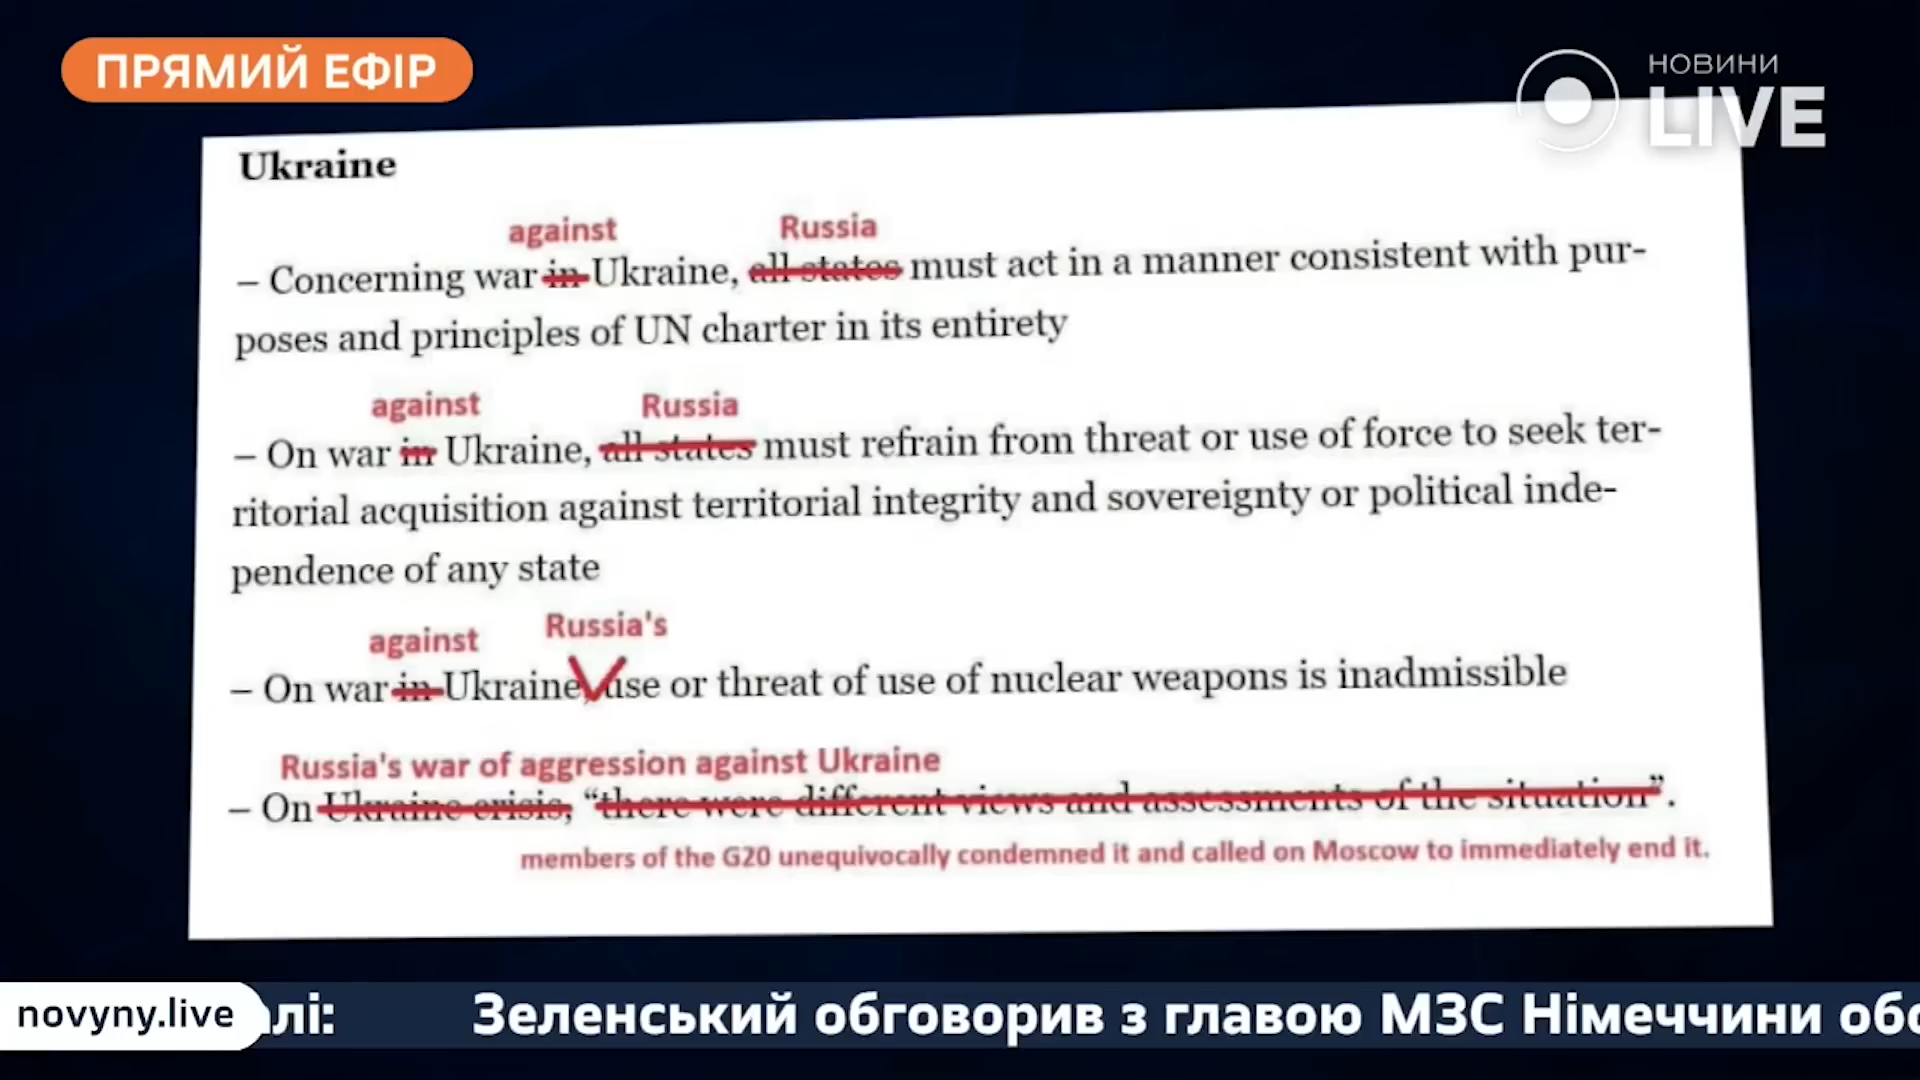 ПРЯМИЙ ЕФІР
НОВИНИ
LIVE
Ukraine
against Russia
– Concerning war in Ukraine, all states must act in a manner consistent with pur-
poses and principles of UN charter in its entirety
against Russia
– On war in Ukraine, all states must refrain from threat or use of force to seek ter-
ritorial acquisition against territorial integrity and sovereignty or political inde-
pendence of any state
against Russia's
– On war in Ukraine, use or threat of use of nuclear weapons is inadmissible
Russia's war of aggression against Ukraine
– On Ukraine crisis, “there were different views and assessments of the situation”.
members of the G20 unequivocally condemned it and called on Moscow to immediately end it.
novyny.live
Зеленський обговорив з главою МЗС Німеччини